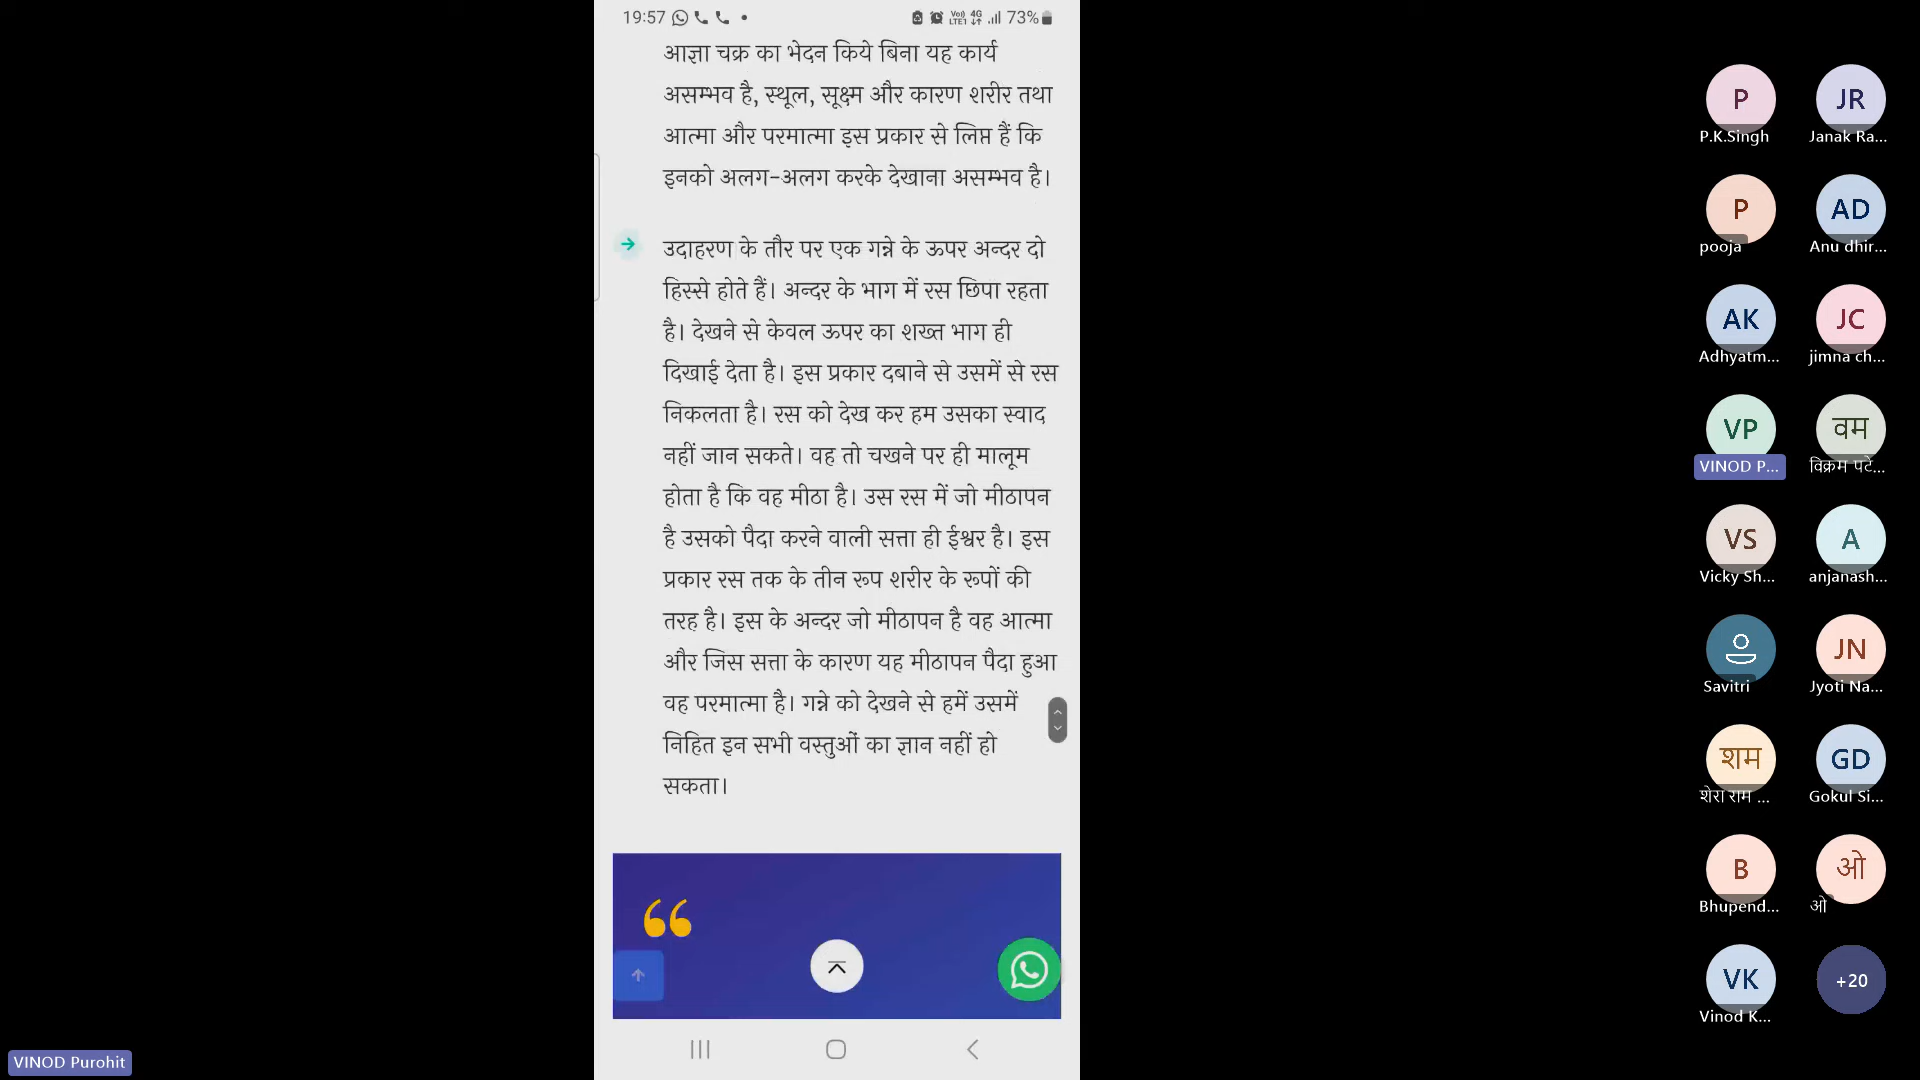 19:57
Vo)) 4G
LTE1
73%
आज्ञा चक्र का भेदन किये बिना यह कार्य
असम्भव है, स्थूल, सूक्ष्म और कारण शरीर तथा
आत्मा और परमात्मा इस प्रकार से लिप्त हैं कि
इनको अलग-अलग करके देखाना असम्भव है।
उदाहरण के तौर पर एक गन्ने के ऊपर अन्दर दो
हिस्से होते हैं। अन्दर के भाग में रस छिपा रहता
है। देखने से केवल ऊपर का शख्त भाग ही
दिखाई देता है। इस प्रकार दबाने से उसमें से रस
निकलता है। रस को देख कर हम उसका स्वाद
नहीं जान सकते। वह तो चखने पर ही मालूम
होता है कि वह मीठा है। उस रस में जो मीठापन
है उसको पैदा करने वाली सत्ता ही ईश्वर है। इस
प्रकार रस तक के तीन रूप शरीर के रूपों की
तरह है। इस के अन्दर जो मीठापन है वह आत्मा
और जिस सत्ता के कारण यह मीठापन पैदा हुआ
वह परमात्मा है। गन्ने को देखने से हमें उसमें
निहित इन सभी वस्तुओं का ज्ञान नहीं हो
सकता।
“
P JR
P.K.Singh Janak Ra...
P AD
pooja Anu dhir...
AK JC
Adhyatm... jimna ch...
VP वम
VINOD P... विक्रम पटे...
VS A
Vicky Sh... anjanash...
JN
Savitri Jyoti Na...
शम GD
शेरा राम ... Gokul Si...
B ओ
Bhupend... ओ
VK +20
Vinod K...
VINOD Purohit